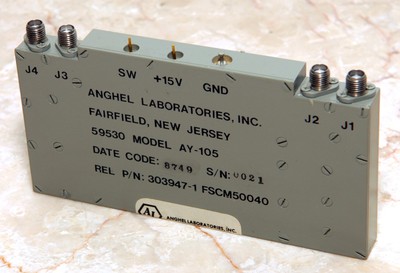 J4 J3 SW +15V GND J2 J1
ANGHEL LABORATORIES, INC.
FAIRFIELD, NEW JERSEY
59530 MODEL AY-105
DATE CODE: 8749 S/N: 0021
REL P/N: 303947-1 FSCM50040
AL ANGHEL LABORATORIES, INC.